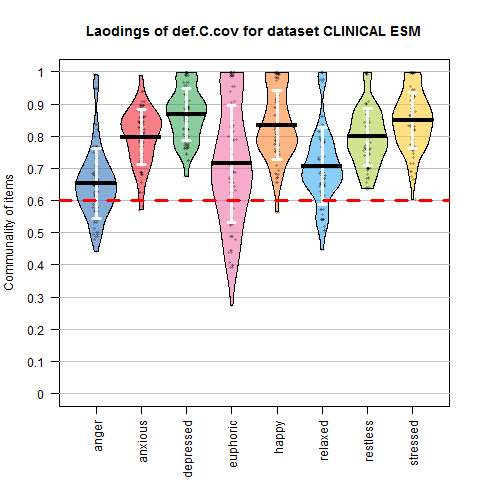 Laodings of def.C.cov for dataset CLINICAL ESM
Communality of items
1
0.9
0.8
0.7
0.6
0.5
0.4
0.3
0.2
0.1
0
anger
anxious
depressed
euphoric
happy
relaxed
restless
stressed